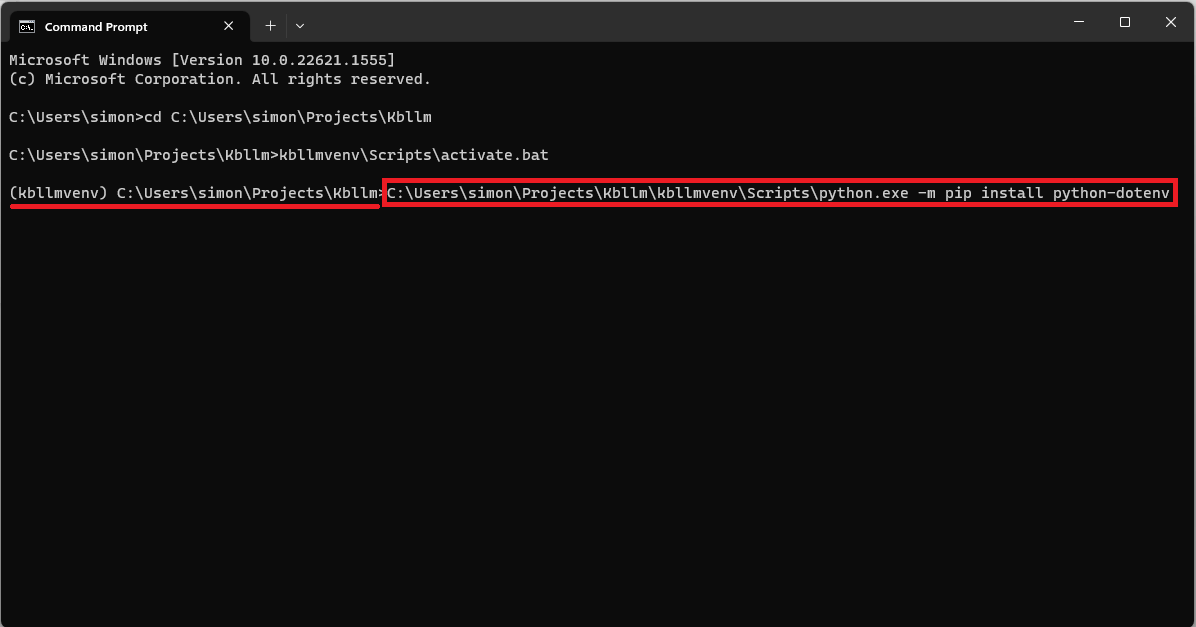 Command Prompt
Microsoft Windows [Version 10.0.22621.1555]
(c) Microsoft Corporation. All rights reserved.
C:\Users\simon>cd C:\Users\simon\Projects\Kbllm
C:\Users\simon\Projects\Kbllm>kbllmvenv\Scripts\activate.bat
(kbllmvenv) C:\Users\simon\Projects\Kbllm>C:\Users\simon\Projects\Kbllm\kbllmvenv\Scripts\python.exe -m pip install python-dotenv